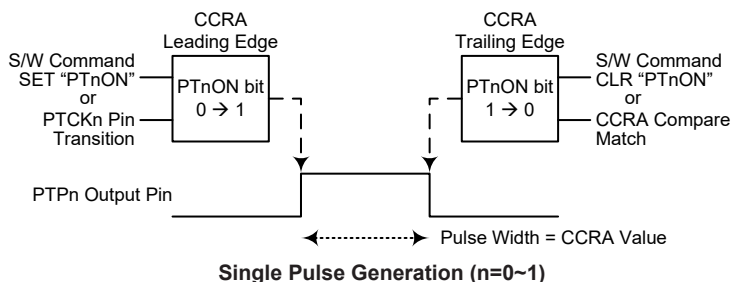 CCRA
Leading Edge
S/W Command
SET “PTnON”
or
PTCKn Pin
Transition
PTnON bit
0 → 1
CCRA
Trailing Edge
PTnON bit
1 → 0
S/W Command
CLR “PTnON”
or
CCRA Compare
Match
PTPn Output Pin
Pulse Width = CCRA Value
Single Pulse Generation (n=0~1)